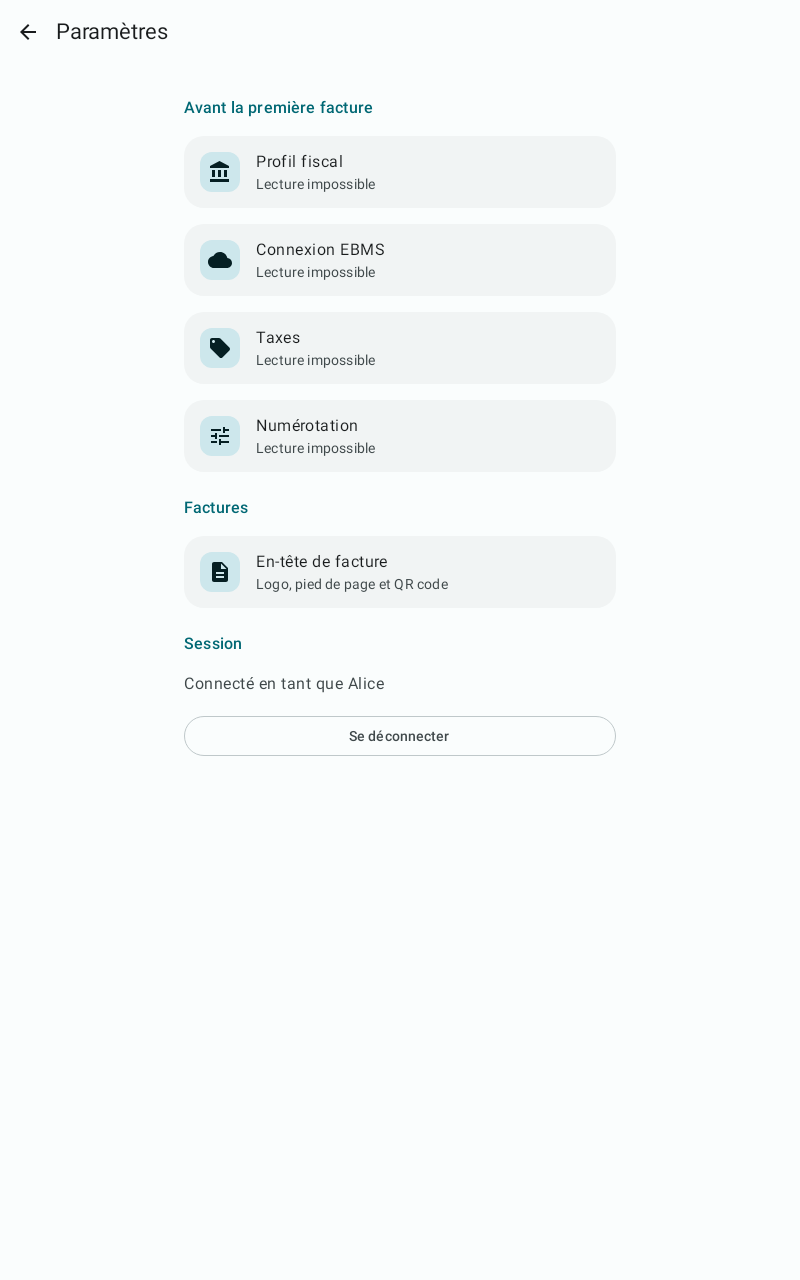 Paramètres
Avant la première facture
Profil fiscal
Lecture impossible
Connexion EBMS
Lecture impossible
Taxes
Lecture impossible
Numérotation
Lecture impossible
Factures
En-tête de facture
Logo, pied de page et QR code
Session
Connecté en tant que Alice
Se déconnecter